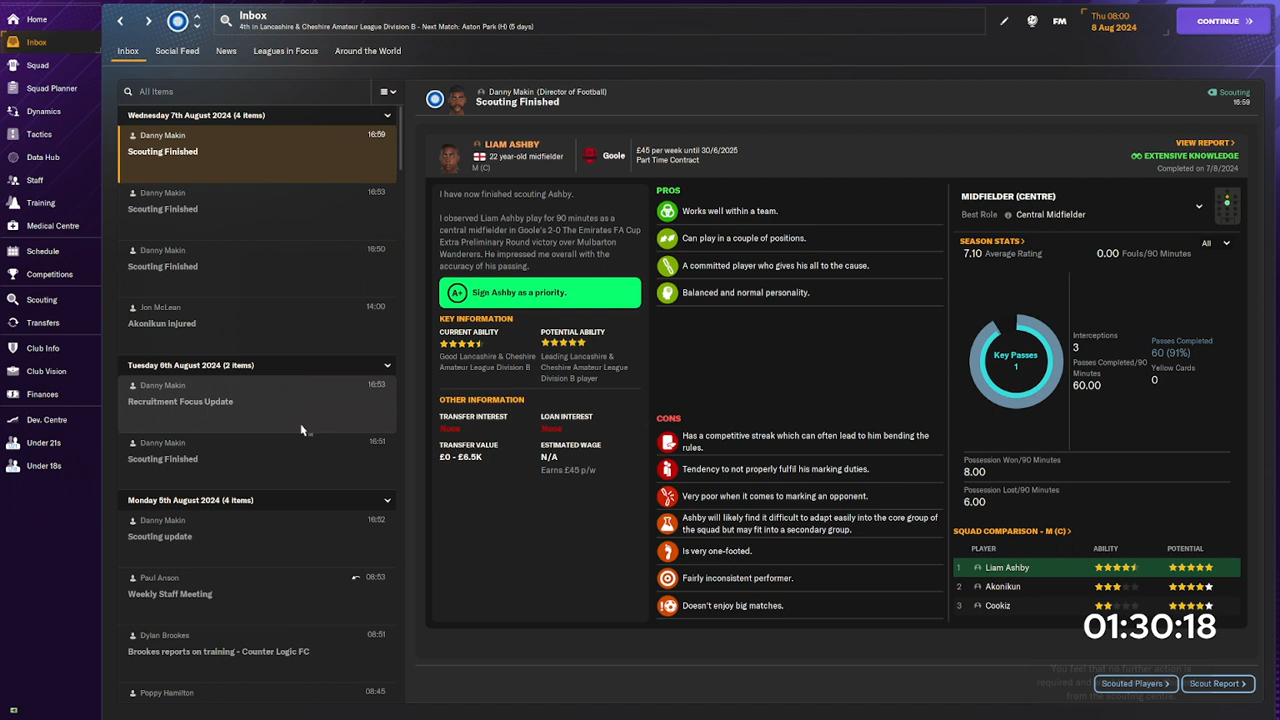 Home
Inbox
Squad
Squad Planner
Dynamics
Tactics
Data Hub
Staff
Training
Medical Centre
Schedule
Competitions
Scouting
Transfers
Club Info
Club Vision
Finances
Dev. Centre
Under 21s
Under 18s
Inbox
4th in Lancashire & Cheshire Amateur League Division B - Next Match: Aston Park (H) (5 days)
FM
Thu 08:00
8 Aug 2024
CONTINUE
Inbox
Social Feed
News
Leagues in Focus
Around the World
All Items
Wednesday 7th August 2024 (4 items)
Danny Makin
16:59
Scouting Finished
Danny Makin
16:53
Scouting Finished
Danny Makin
16:50
Scouting Finished
Jon McLean
14:00
Akonikun Injured
Tuesday 6th August 2024 (2 items)
Danny Makin
16:53
Recruitment Focus Update
Danny Makin
16:51
Scouting Finished
Monday 5th August 2024 (4 items)
Danny Makin
16:52
Scouting update
Paul Anson
08:53
Weekly Staff Meeting
Dylan Brookes
08:51
Brookes reports on training - Counter Logic FC
Poppy Hamilton
08:45
Danny Makin (Director of Football)
Scouting Finished
Scouting
16:59
LIAM ASHBY
22 year-old midfielder
M (C)
Goole
£45 per week until 30/6/2025
Part Time Contract
VIEW REPORT >
EXTENSIVE KNOWLEDGE
Completed on 7/8/2024
I have now finished scouting Ashby.
I observed Liam Ashby play for 90 minutes as a
central midfielder in Goole's 2-0 The Emirates FA Cup
Extra Preliminary Round victory over Mulbarton
Wanderers. He impressed me overall with the
accuracy of his passing.
A+ Sign Ashby as a priority.
KEY INFORMATION
CURRENT ABILITY
Good Lancashire & Cheshire
Amateur League Division B
POTENTIAL ABILITY
Leading Lancashire &
Cheshire Amateur League
Division B player
OTHER INFORMATION
TRANSFER INTEREST
None
LOAN INTEREST
None
TRANSFER VALUE
£0 - £6.5K
ESTIMATED WAGE
N/A
Earns £45 p/w
PROS
Works well within a team.
Can play in a couple of positions.
A committed player who gives his all to the cause.
Balanced and normal personality.
CONS
Has a competitive streak which can often lead to him bending the
rules.
Tendency to not properly fulfil his marking duties.
Very poor when it comes to marking an opponent.
Ashby will likely find it difficult to adapt easily into the core group of
the squad but may fit into a secondary group.
Is very one-footed.
Fairly inconsistent performer.
Doesn't enjoy big matches.
MIDFIELDER (CENTRE)
Best Role Central Midfielder
SEASON STATS >
All
7.10 Average Rating
0.00 Fouls/90 Minutes
Key Passes
1
Interceptions
3
Passes Completed/90
Minutes
60.00
Passes Completed
60 (91%)
Yellow Cards
0
Possession Won/90 Minutes
8.00
Possession Lost/90 Minutes
6.00
SQUAD COMPARISON - M (C) >
PLAYER
ABILITY
POTENTIAL
1 Liam Ashby
2 Akonikun
3 Cookiz
01:30:18
You feel that no further action is
required and
from the scouting centre.
Scouted Players >
Scout Report >